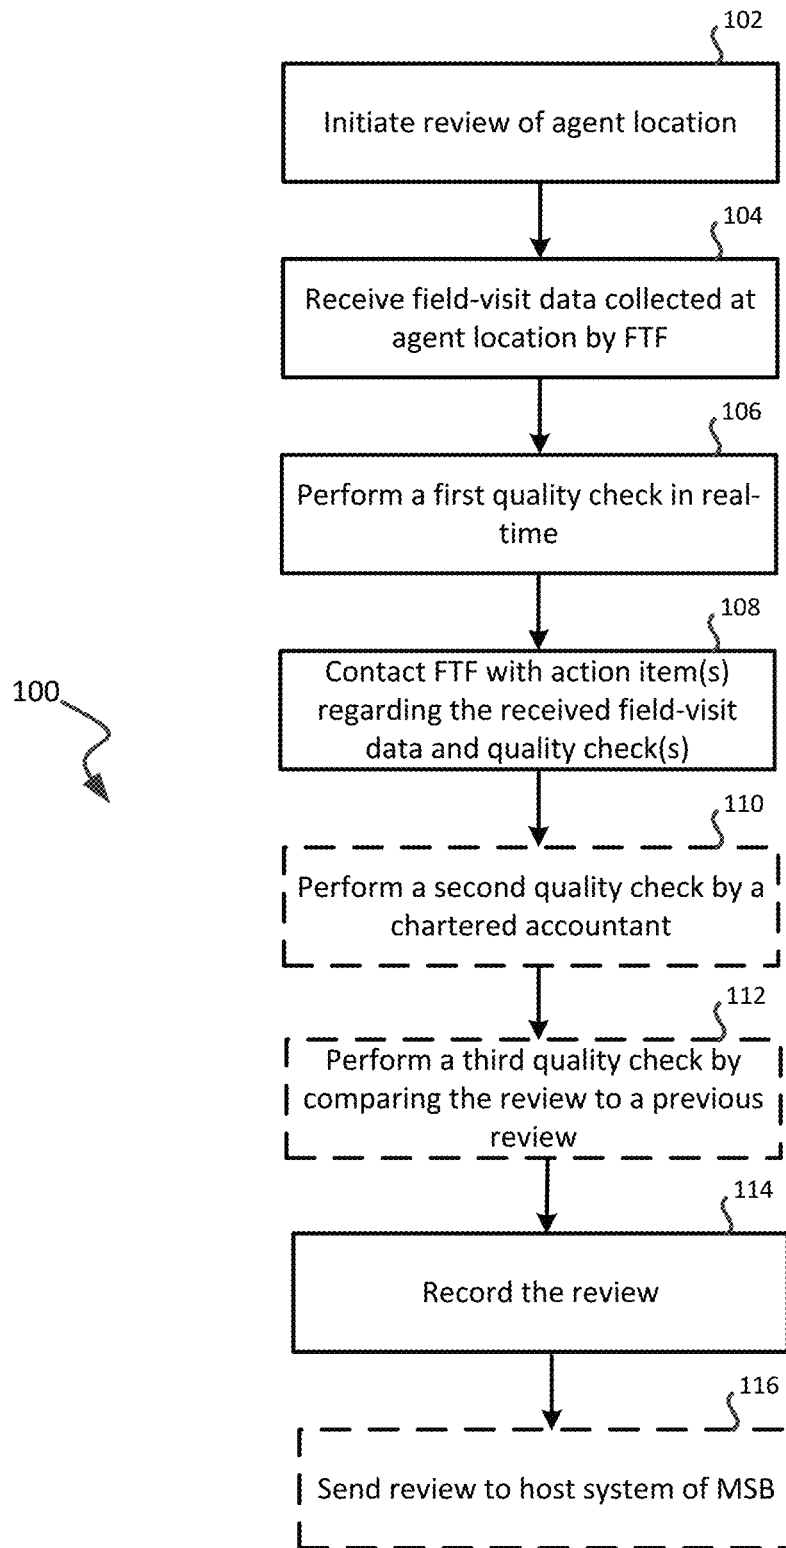 102
Initiate review of agent location
104
Receive field-visit data collected at
agent location by FTF
106
Perform a first quality check in real-
time
108
Contact FTF with action item(s)
regarding the received field-visit
data and quality check(s)
100
110
Perform a second quality check by a
chartered accountant
112
Perform a third quality check by
comparing the review to a previous
review
114
Record the review
116
Send review to host system of MSB